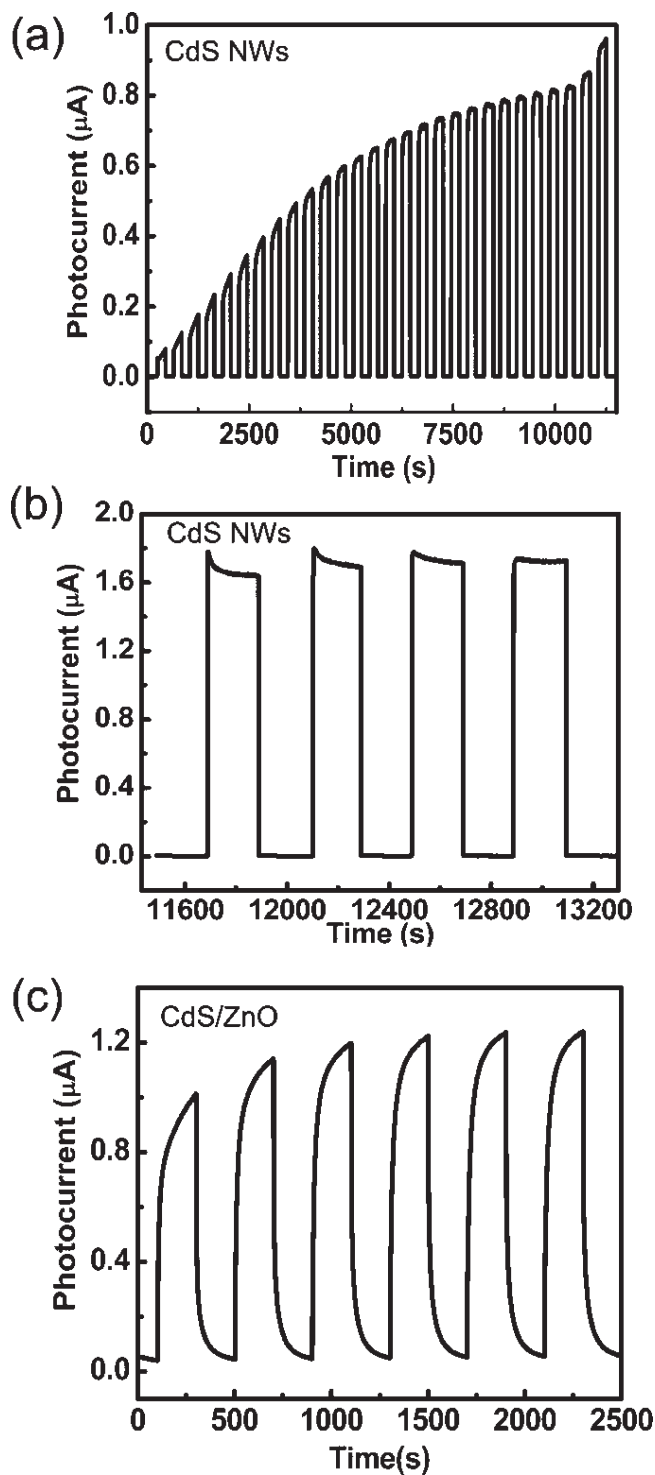 (a)
CdS NWs
Photocurrent (μA)
1.0
0.8
0.6
0.4
0.2
0.0
0 2500 5000 7500 10000
Time (s)
(b)
CdS NWs
Photocurrent (μA)
2.0
1.6
1.2
0.8
0.4
0.0
11600 12000 12400 12800 13200
Time (s)
(c)
CdS/ZnO
Photocurrent (μA)
1.2
0.8
0.4
0.0
0 500 1000 1500 2000 2500
Time(s)